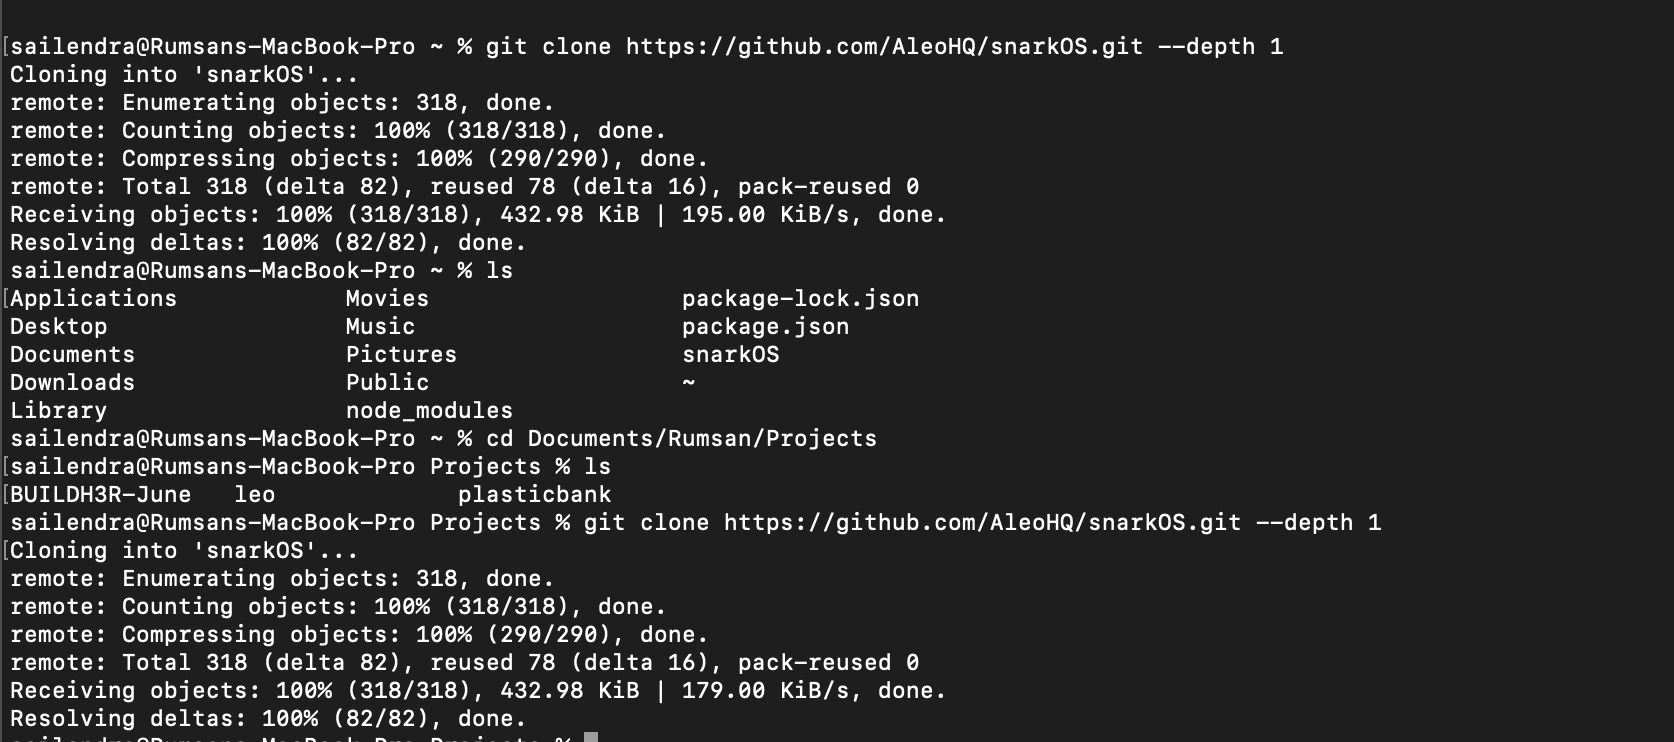 [sailendra@Rumsans-MacBook-Pro ~ % git clone https://github.com/AleoHQ/snarkOS.git --depth 1
Cloning into 'snarkOS'...
remote: Enumerating objects: 318, done.
remote: Counting objects: 100% (318/318), done.
remote: Compressing objects: 100% (290/290), done.
remote: Total 318 (delta 82), reused 78 (delta 16), pack-reused 0
Receiving objects: 100% (318/318), 432.98 KiB | 195.00 KiB/s, done.
Resolving deltas: 100% (82/82), done.
sailendra@Rumsans-MacBook-Pro ~ % ls
[Applications Movies package-lock.json
Desktop Music package.json
Documents Pictures snarkOS
Downloads Public ~
Library node_modules
sailendra@Rumsans-MacBook-Pro ~ % cd Documents/Rumsan/Projects
[sailendra@Rumsans-MacBook-Pro Projects % ls
[BUILDH3R-June leo plasticbank
sailendra@Rumsans-MacBook-Pro Projects % git clone https://github.com/AleoHQ/snarkOS.git --depth 1
[Cloning into 'snarkOS'...
remote: Enumerating objects: 318, done.
remote: Counting objects: 100% (318/318), done.
remote: Compressing objects: 100% (290/290), done.
remote: Total 318 (delta 82), reused 78 (delta 16), pack-reused 0
Receiving objects: 100% (318/318), 432.98 KiB | 179.00 KiB/s, done.
Resolving deltas: 100% (82/82), done.
sailendra@Rumsans-MacBook-Pro Projects %